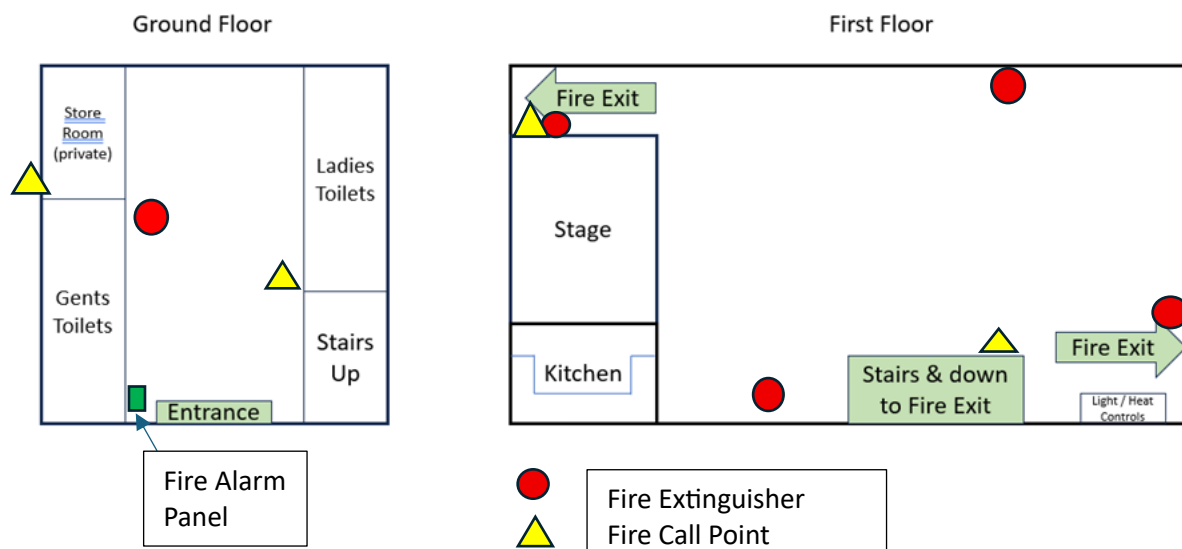 Ground Floor
Store
Room
(private)
Ladies
Toilets
Gents
Toilets
Stairs
Up
Entrance
Fire Alarm
Panel
First Floor
Fire Exit
Stage
Kitchen
Fire Exit
Stairs & down
to Fire Exit
Light / Heat
Controls
Fire Extinguisher
Fire Call Point